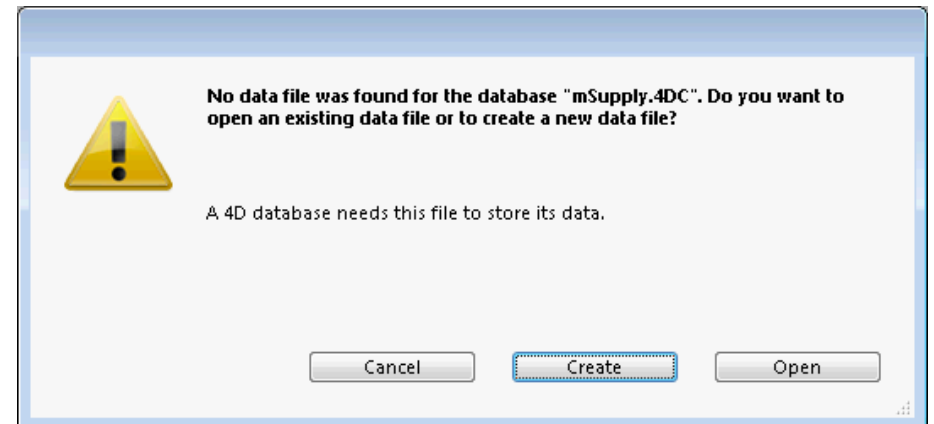 No data file was found for the database "mSupply.4DC". Do you want to
open an existing data file or to create a new data file?
A 4D database needs this file to store its data.
Cancel Create Open